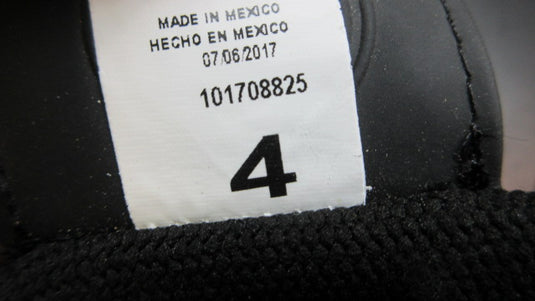 MADE IN MEXICO
HECHO EN MEXICO
07/06/2017
101708825
4